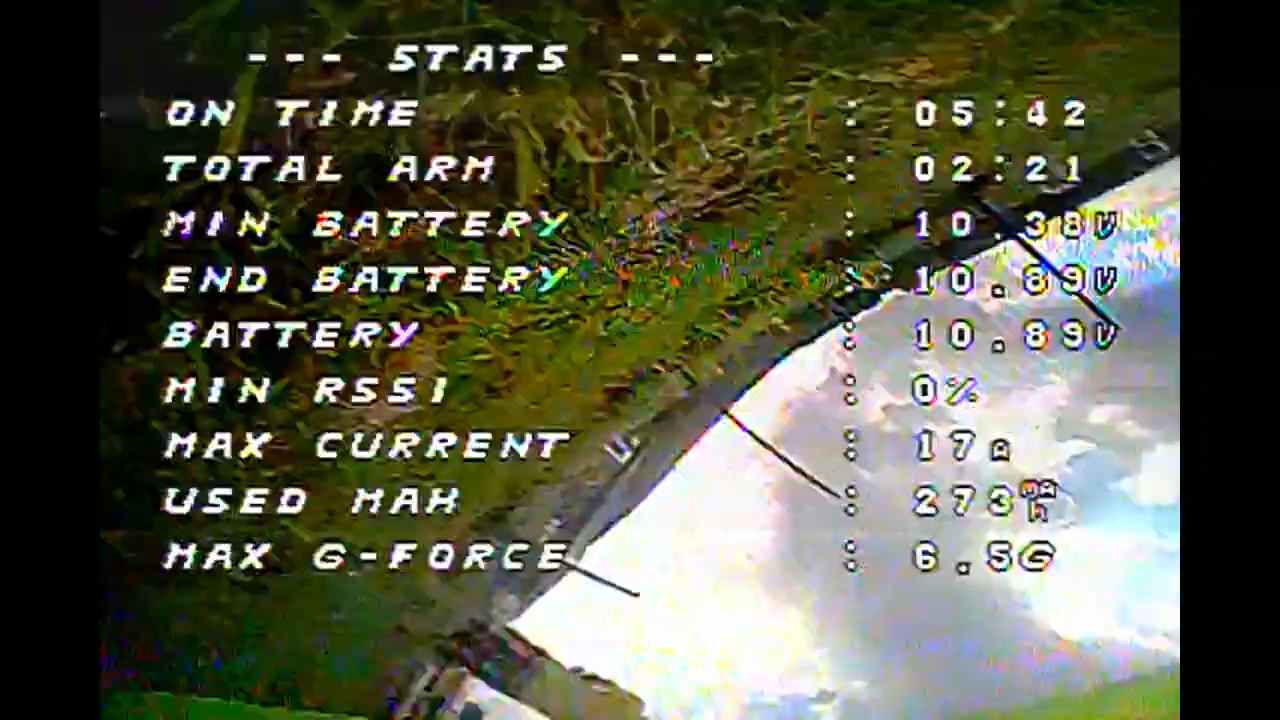 --- STATS ---
ON TIME : 05:42
TOTAL ARM : 02:21
MIN BATTERY : 10.38V
END BATTERY : 10.89V
BATTERY : 10.89V
MIN RSSI : 0%
MAX CURRENT : 17A
USED MAH : 273MAH
MAX G-FORCE : 6.5G